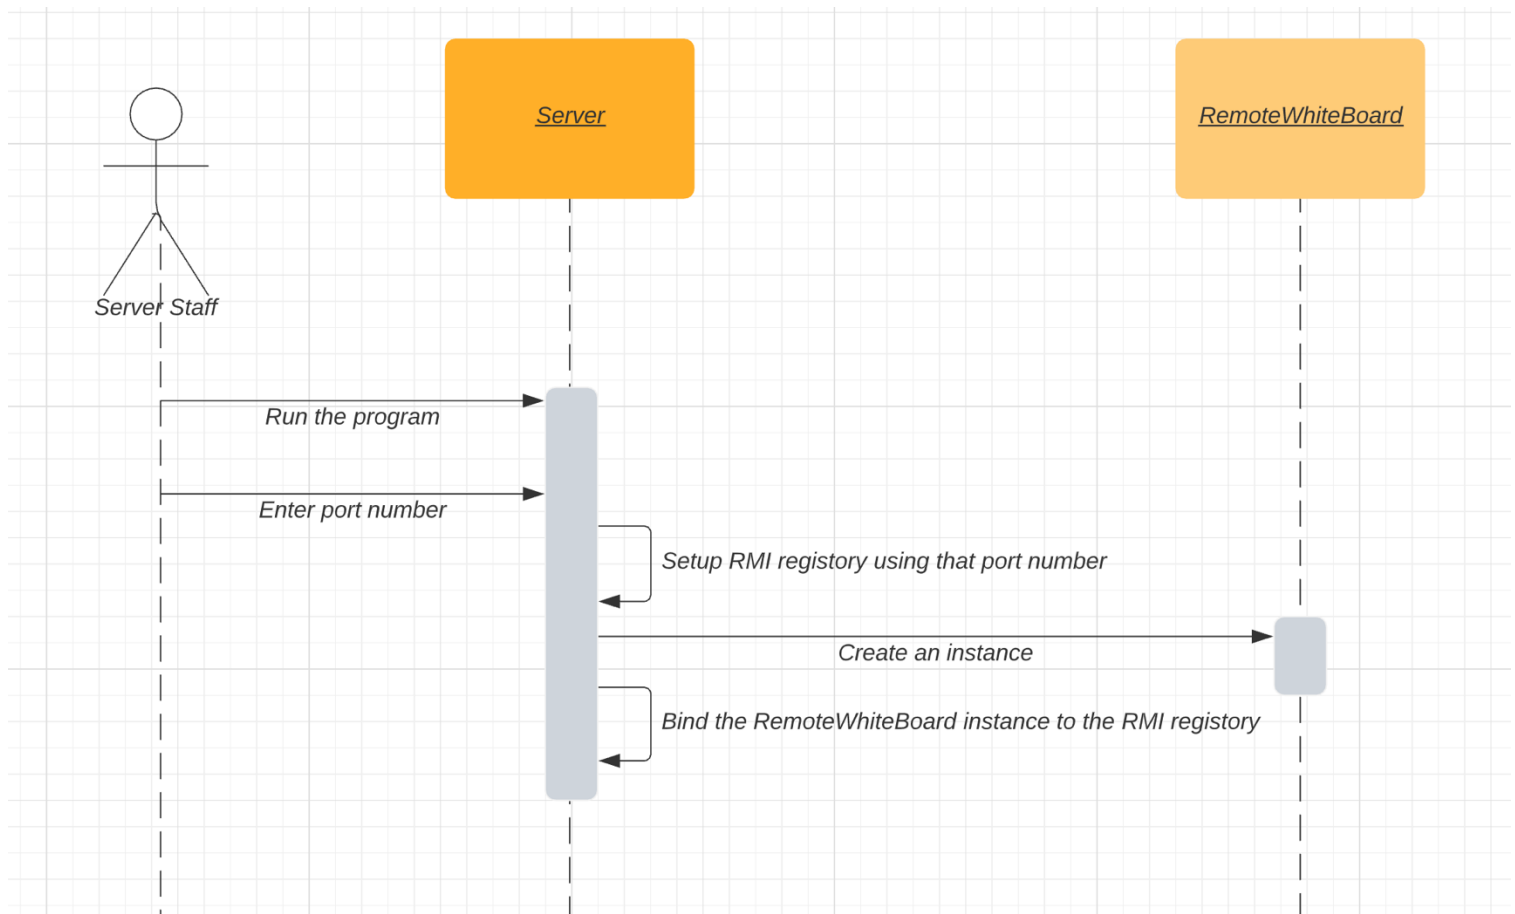 Server
RemoteWhiteBoard
Server Staff
Run the program
Enter port number
Setup RMI registory using that port number
Create an instance
Bind the RemoteWhiteBoard instance to the RMI registory